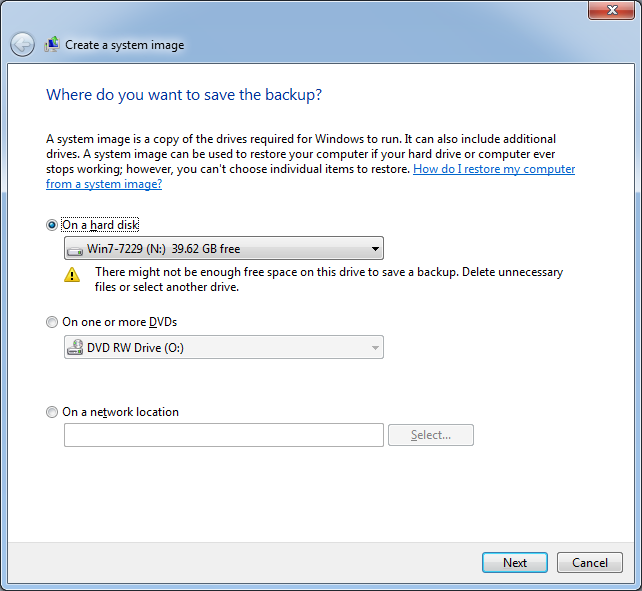 Create a system image
Where do you want to save the backup?
A system image is a copy of the drives required for Windows to run. It can also include additional
drives. A system image can be used to restore your computer if your hard drive or computer ever
stops working; however, you can't choose individual items to restore. How do I restore my computer
from a system image?
On a hard disk
Win7-7229 (N:) 39.62 GB free
There might not be enough free space on this drive to save a backup. Delete unnecessary
files or select another drive.
On one or more DVDs
DVD RW Drive (O:)
On a network location
Select...
Next Cancel